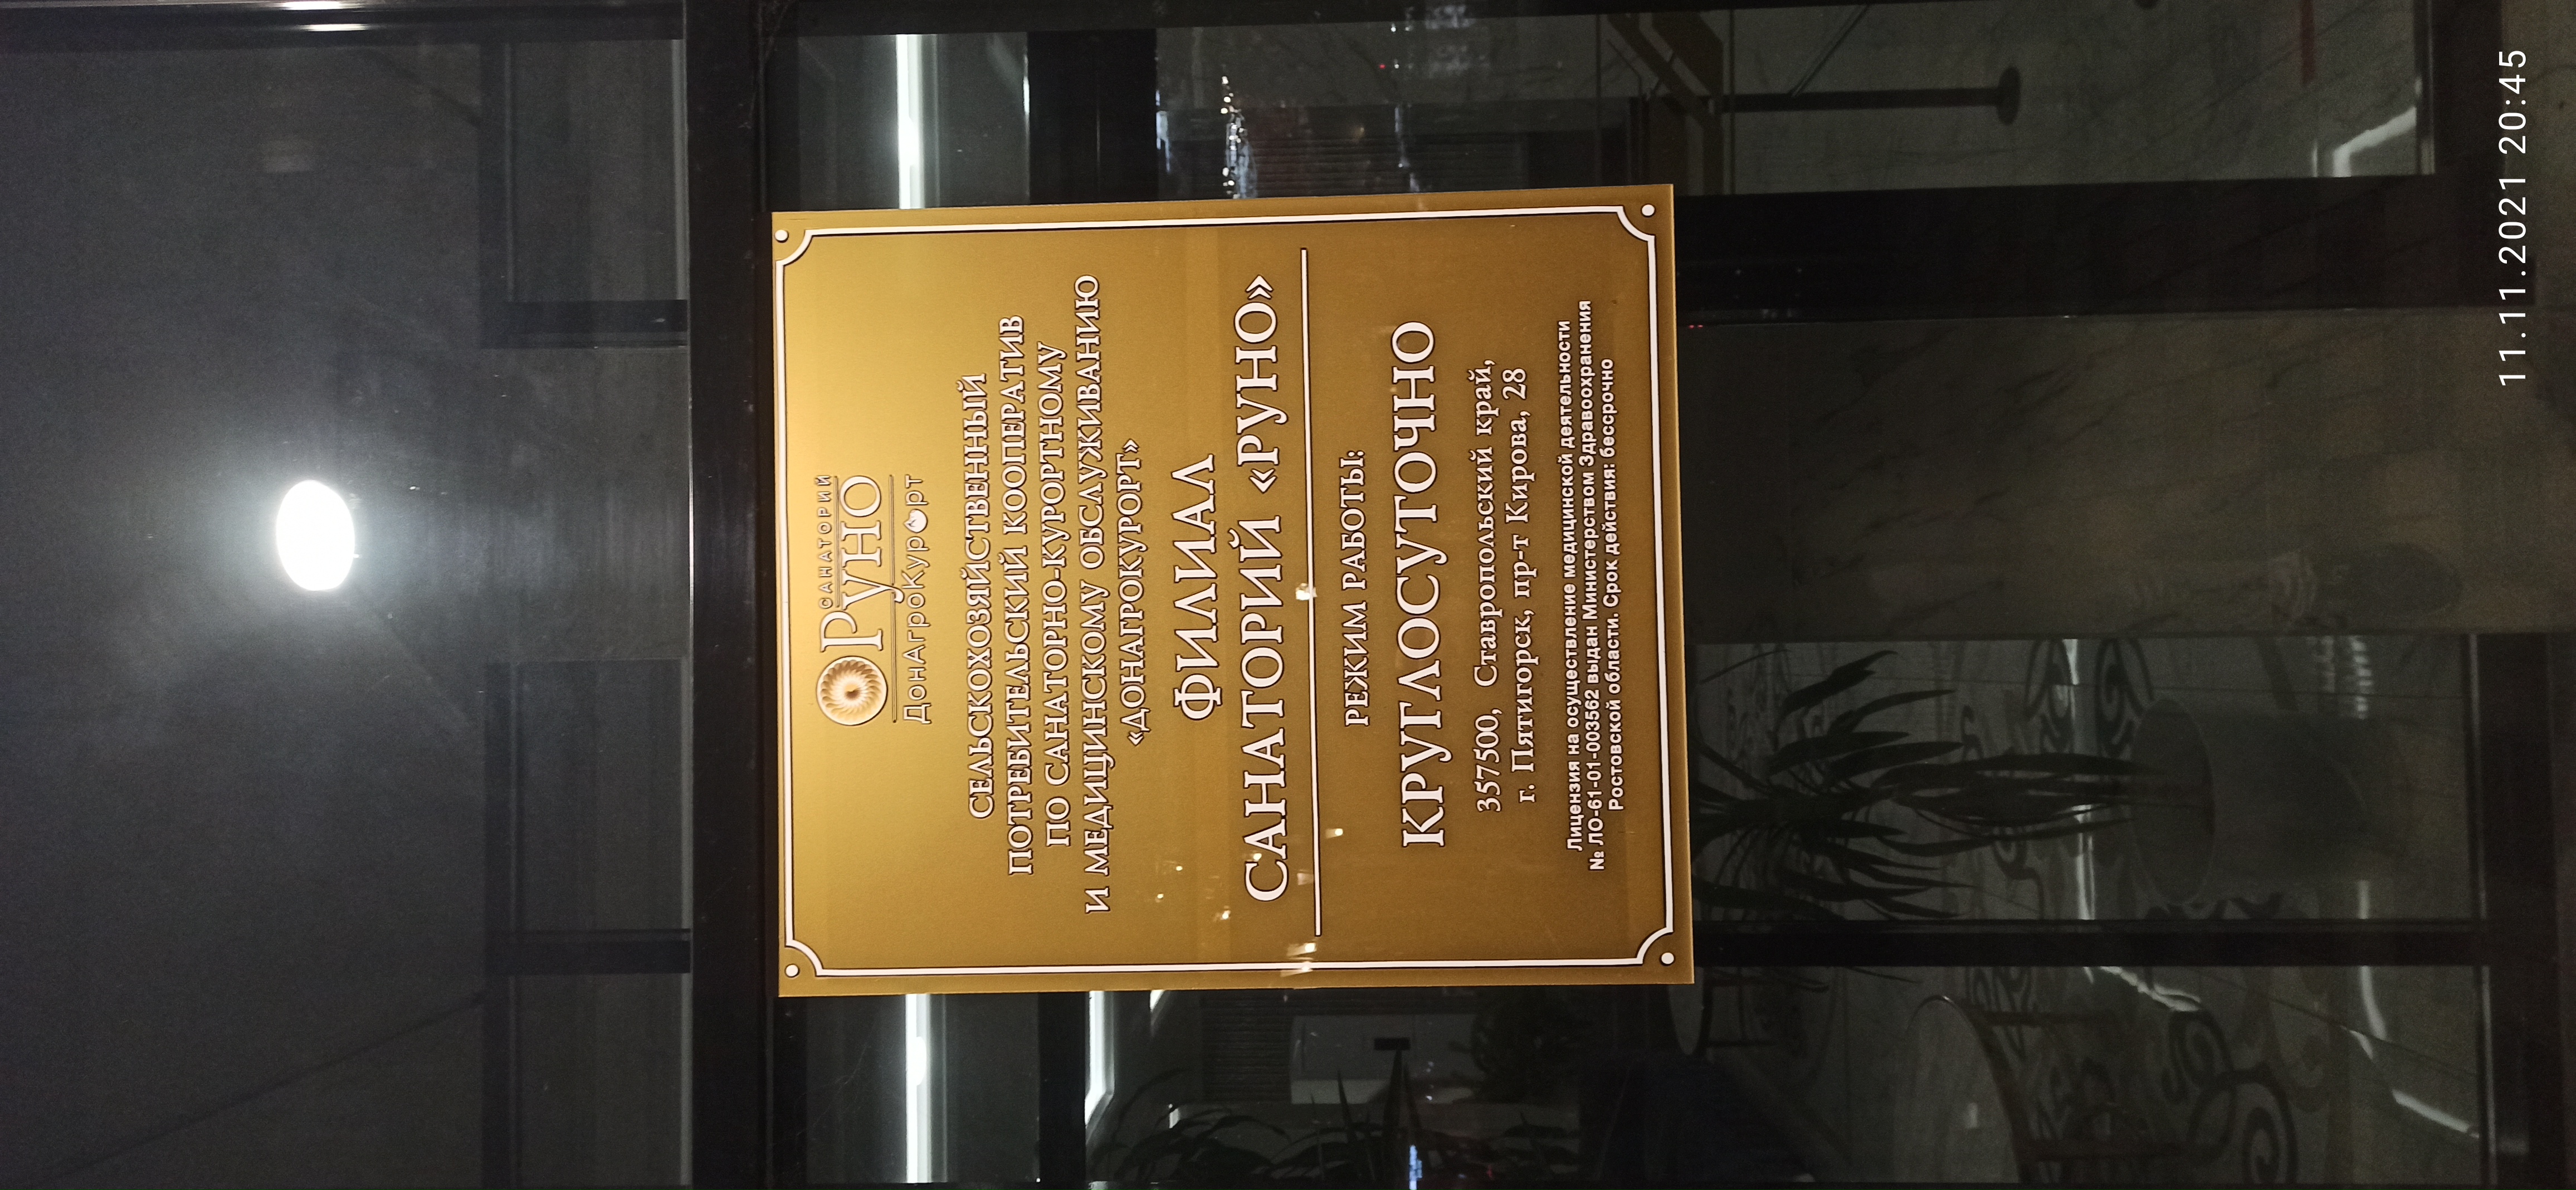 САНАТОРИЙ
Руно
ДонАгроКурорт
СЕЛЬСКОХОЗЯЙСТВЕННЫЙ
ПОТРЕБИТЕЛЬСКИЙ КООПЕРАТИВ
ПО САНАТОРНО-КУРОРТНОМУ
И МЕДИЦИНСКОМУ ОБСЛУЖИВАНИЮ
«ДОНАГРОКУРОРТ»
ФИЛИАЛ
САНАТОРИЙ «РУНО»
РЕЖИМ РАБОТЫ:
КРУГЛОСУТОЧНО
357500, Ставропольский край,
г. Пятигорск, пр-т Кирова, 28
Лицензия на осуществление медицинской деятельности
№ ЛО-61-01-003562 выдан Министерством Здравоохранения
Ростовской области. Срок действия: бессрочно
11.11.2021 20:45